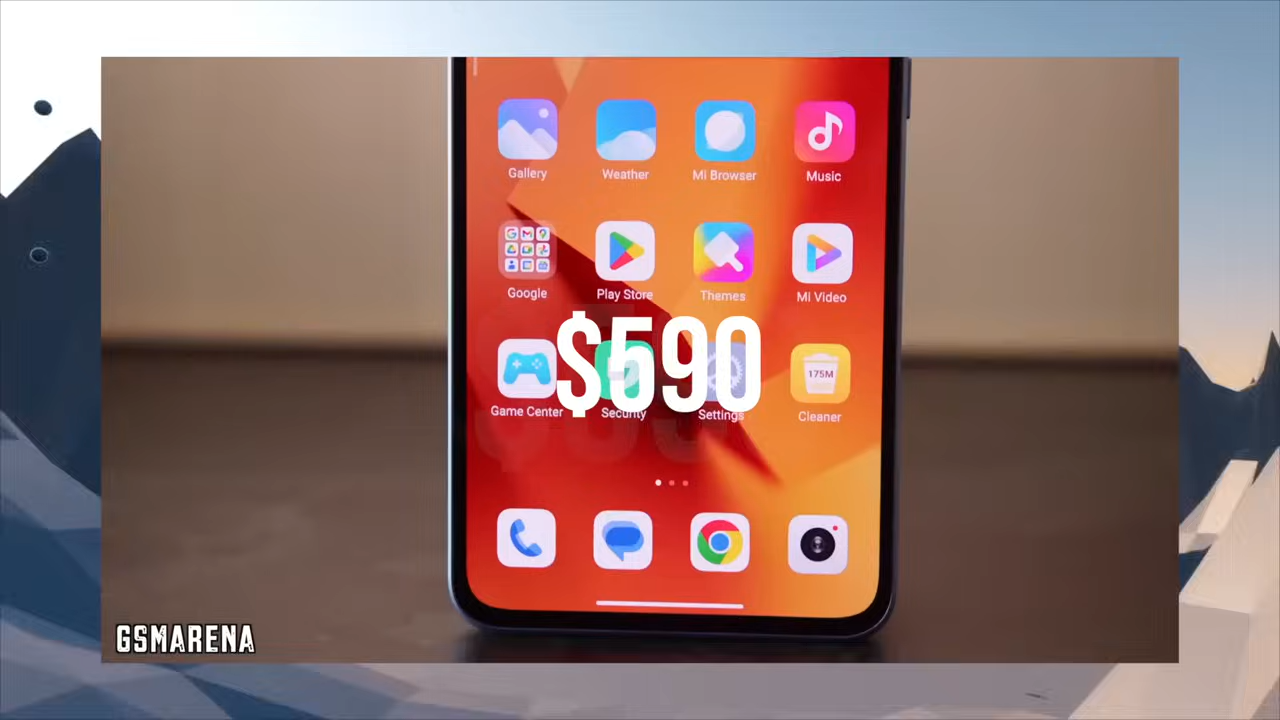 Gallery
Weather
Mi Browser
Music
Google
Play Store
Themes
Mi Video
$590
175M
Game Center
Security
Settings
Cleaner
GSMARENA